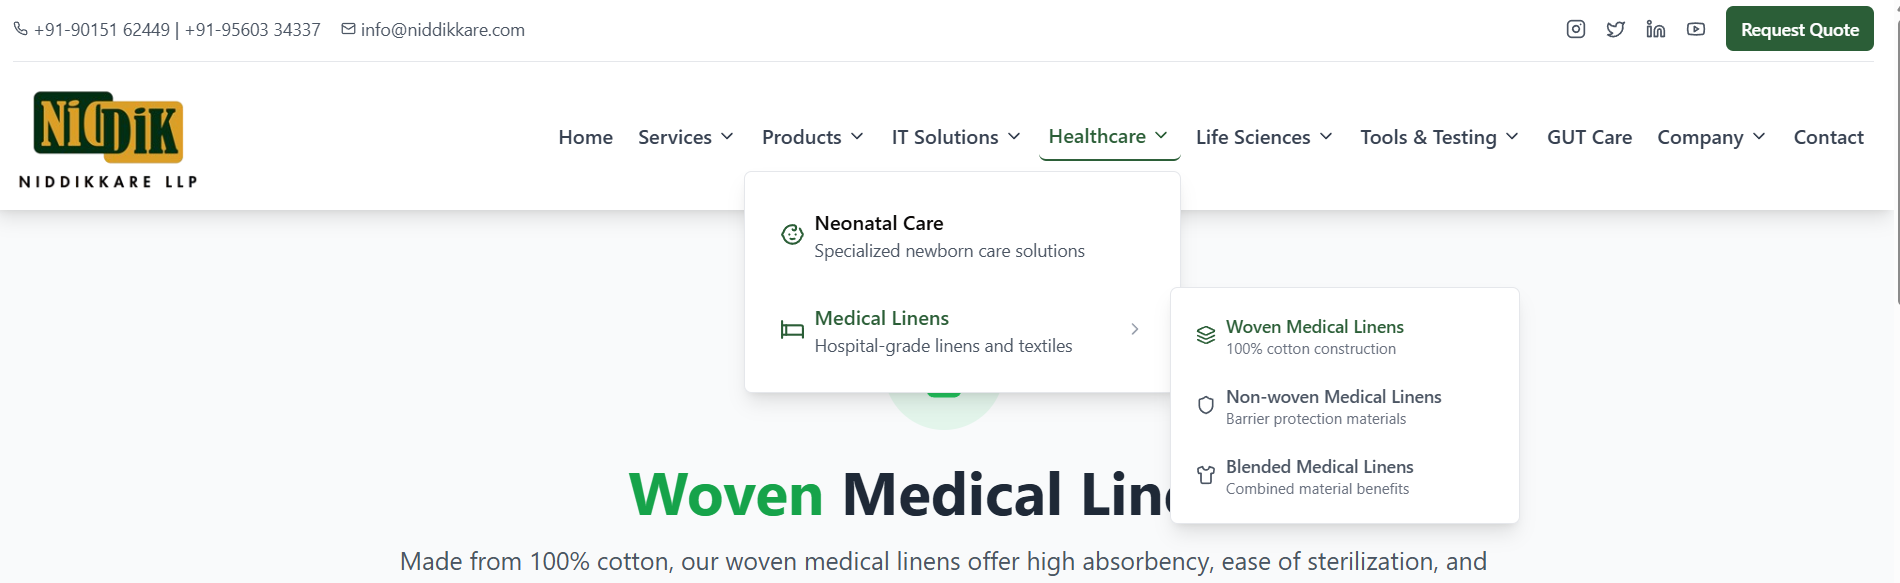 +91-90151 62449 | +91-95603 34337 info@niddikkare.com
Request Quote
NiDDiK
NIDDIKKARE LLP
Home Services Products IT Solutions Healthcare Life Sciences Tools & Testing GUT Care Company Contact
Neonatal Care
Specialized newborn care solutions
Medical Linens
Hospital-grade linens and textiles
Woven Medical Linens
100% cotton construction
Non-woven Medical Linens
Barrier protection materials
Blended Medical Linens
Combined material benefits
Woven Medical Lin
Made from 100% cotton, our woven medical linens offer high absorbency, ease of sterilization, and